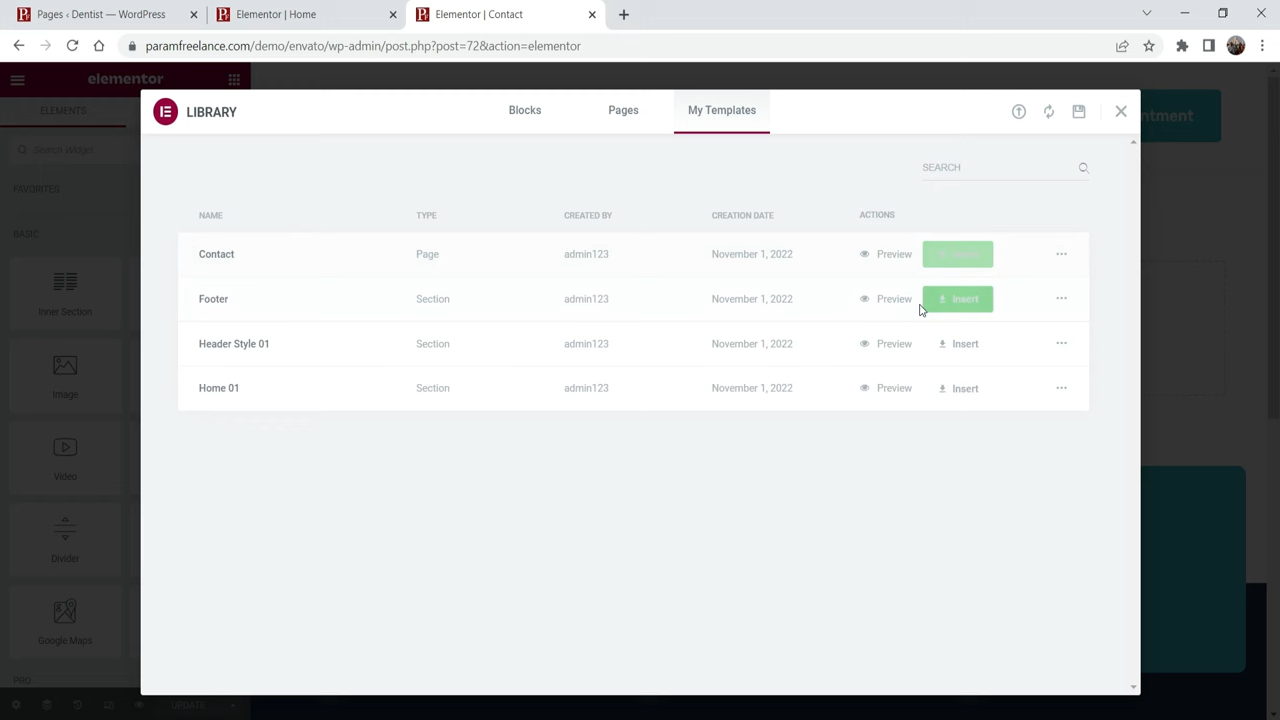 Pages ‹ Dentist — WordPress
Elementor | Home
Elementor | Contact
paramfreelance.com/demo/envato/wp-admin/post.php?post=72&action=elementor
elementor
ELEMENTS
Search Widget
FAVORITES
BASIC
Inner Section
Image
Video
Divider
Google Maps
PRO
UPDATE
LIBRARY
Blocks
Pages
My Templates
SEARCH
NAME
TYPE
CREATED BY
CREATION DATE
ACTIONS
Contact
Page
admin123
November 1, 2022
Preview
Footer
Section
admin123
November 1, 2022
Preview
Insert
Header Style 01
Section
admin123
November 1, 2022
Preview
Insert
Home 01
Section
admin123
November 1, 2022
Preview
Insert